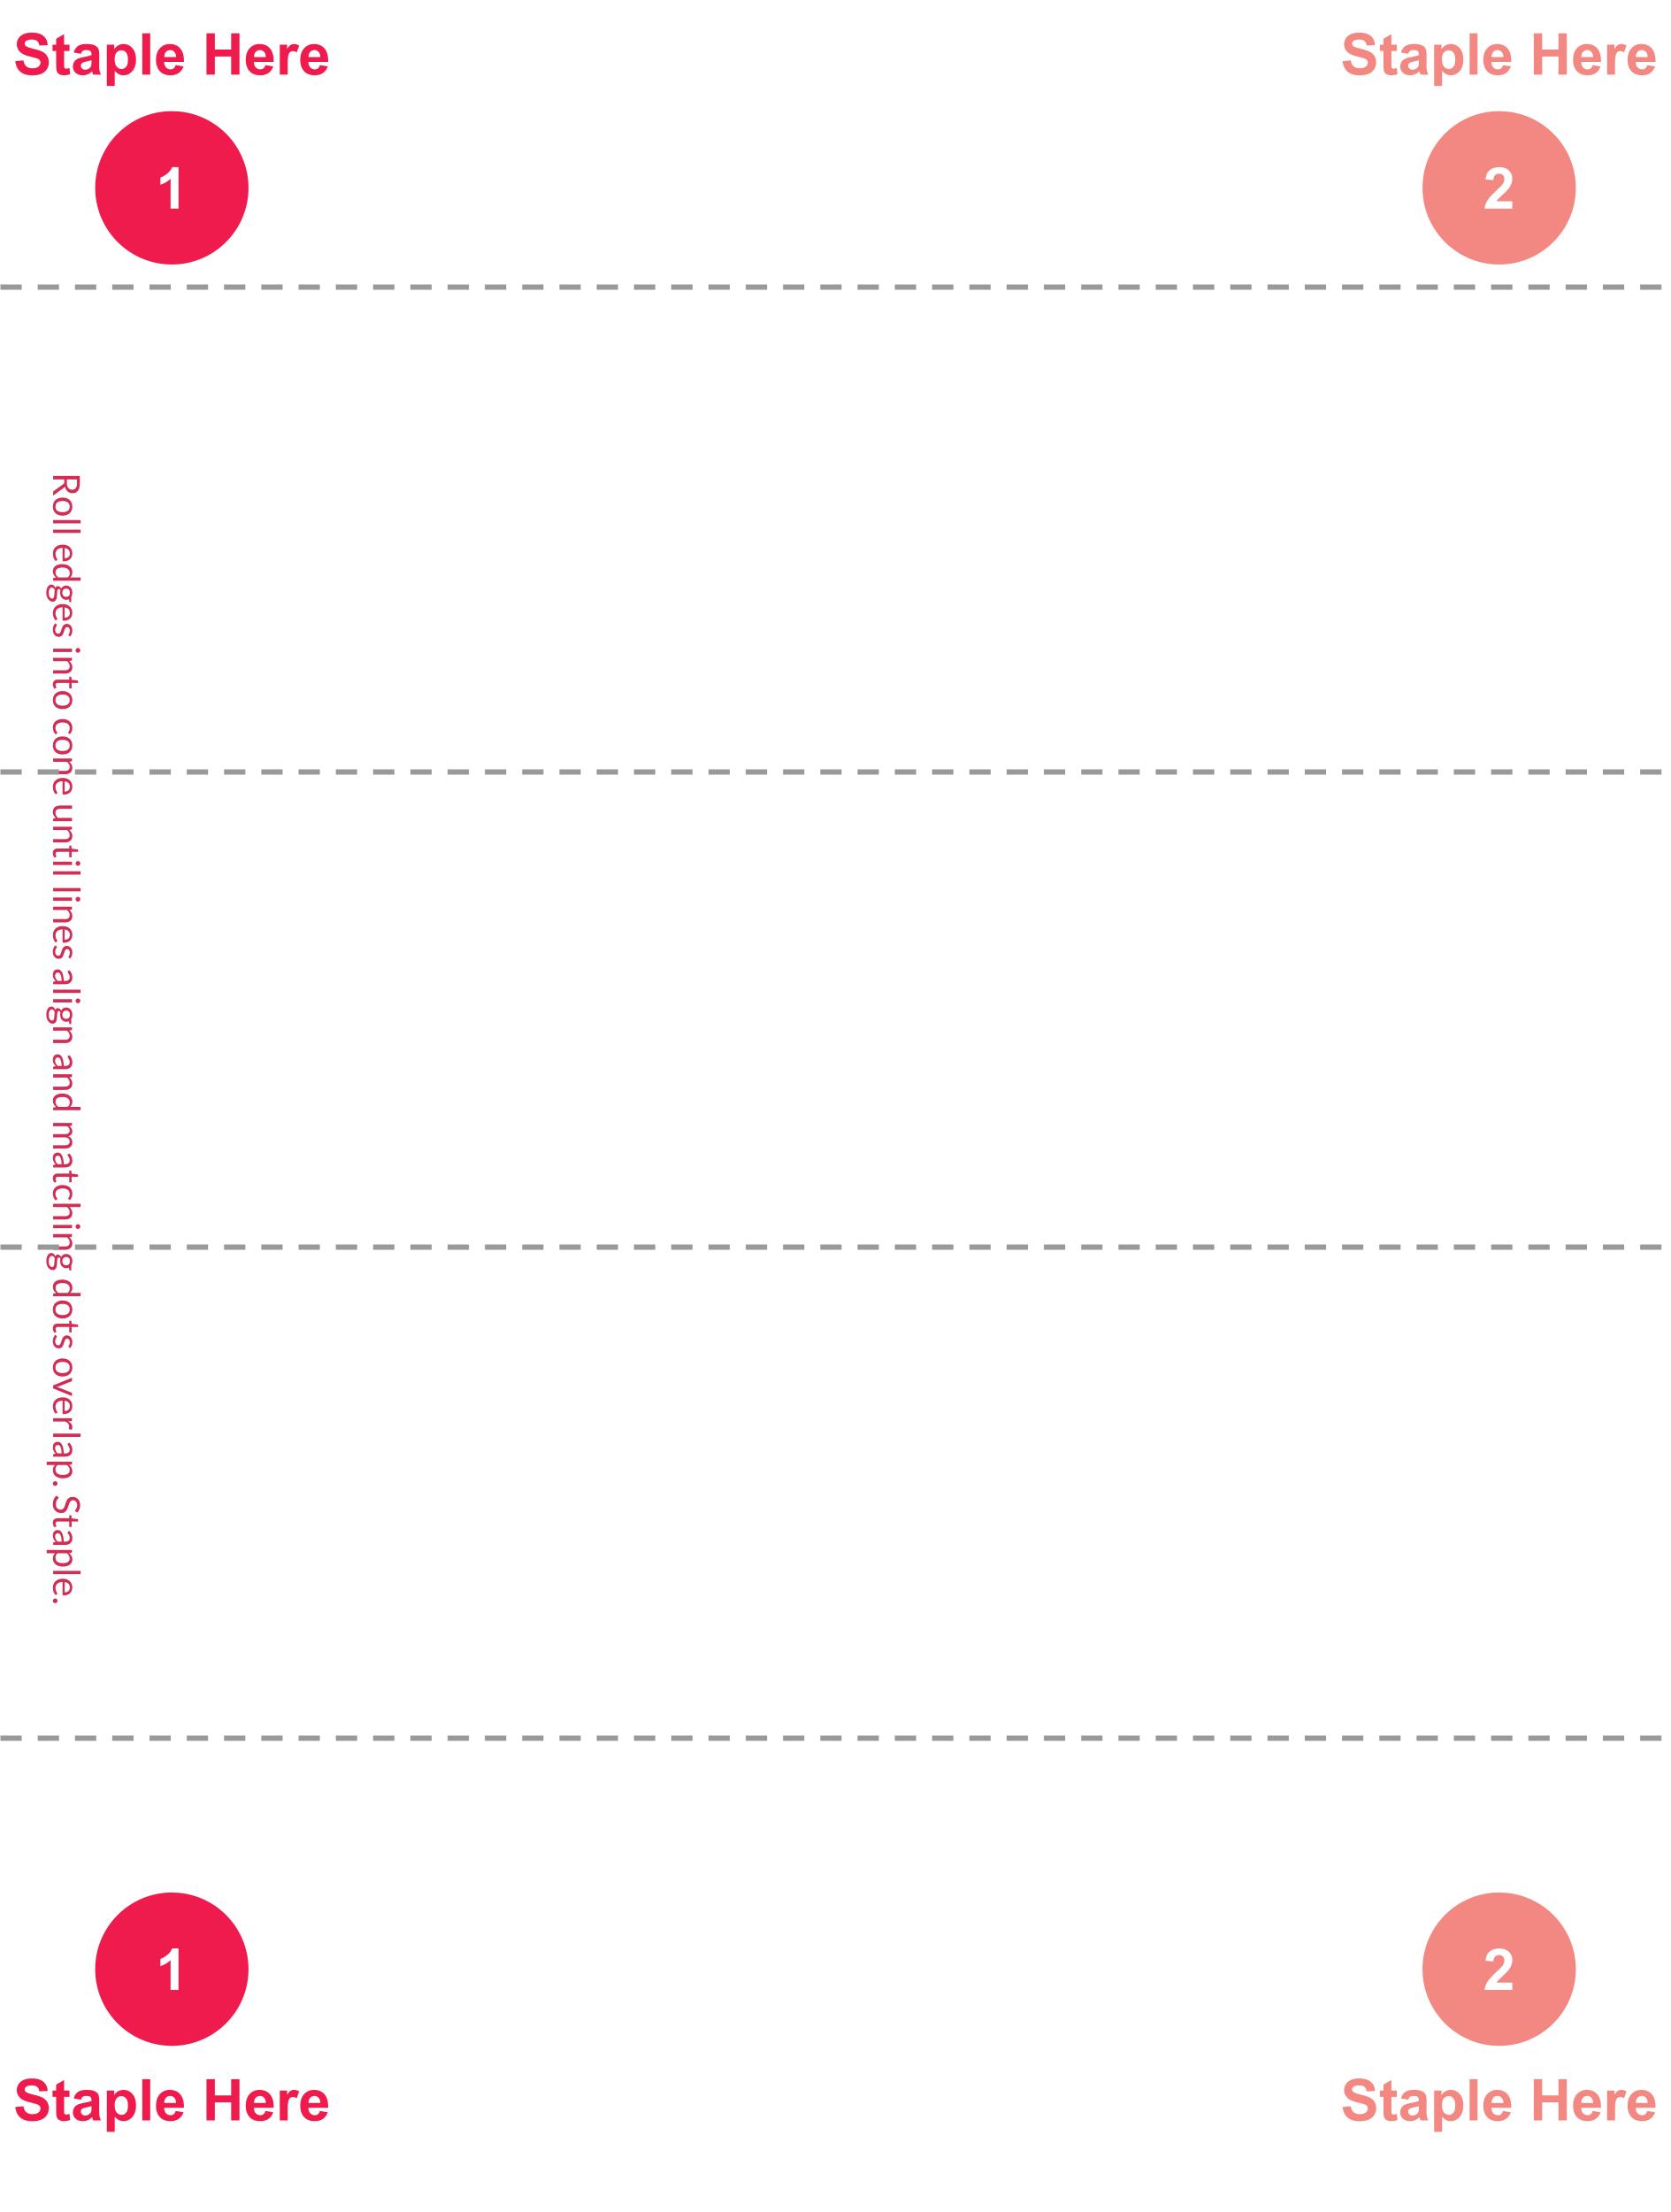 Staple Here
Staple Here
1
2
Roll edges into cone until lines align and matching dots overlap. Staple.
1
2
Staple Here
Staple Here